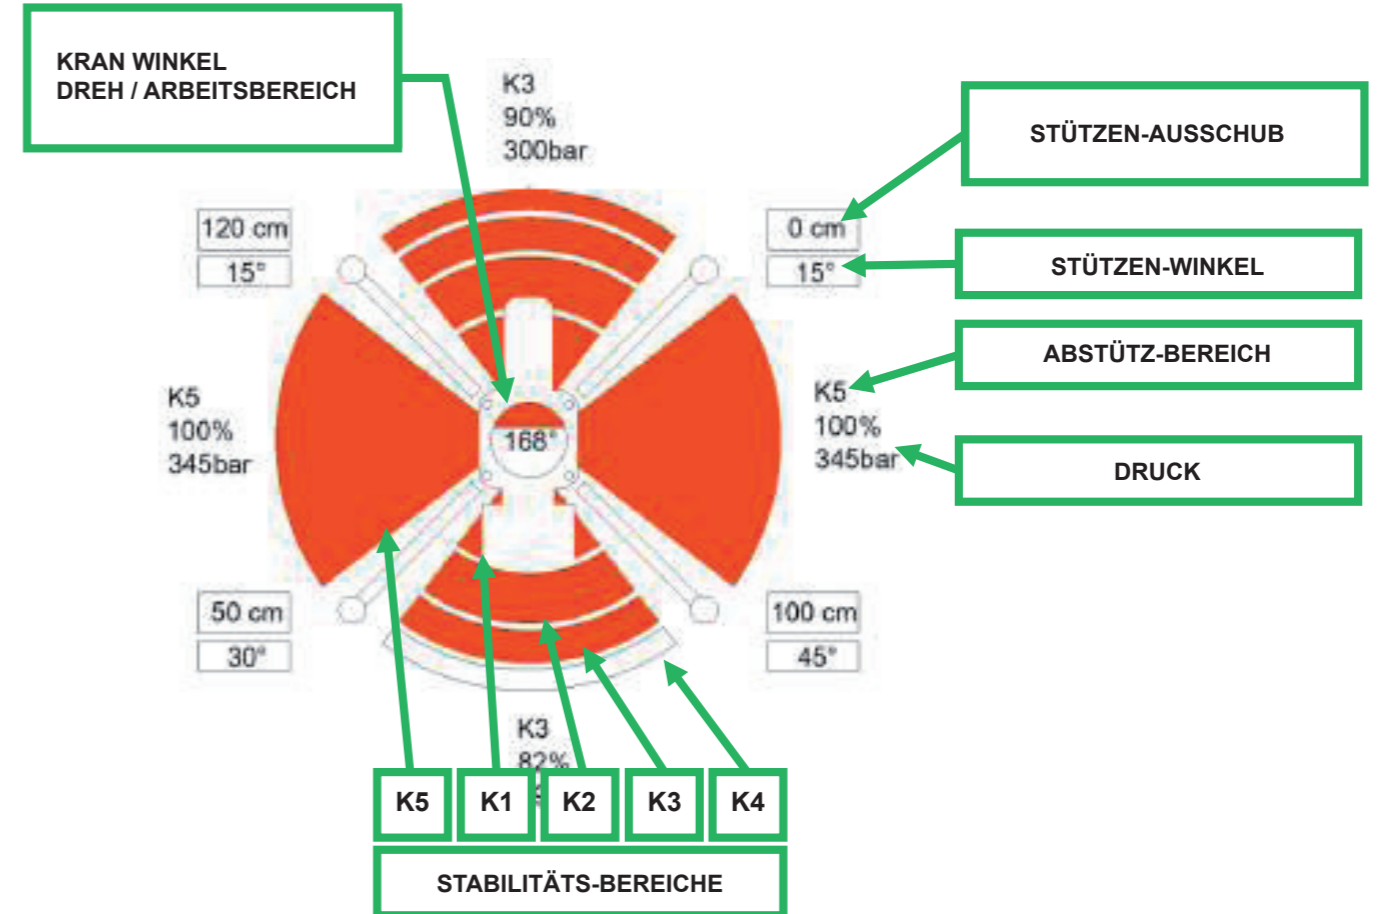 KRAN WINKEL
DREH / ARBEITSBEREICH
K3
90%
300bar
STÜTZEN-AUSSCHUB
120 cm
15°
0 cm
15°
STÜTZEN-WINKEL
ABSTÜTZ-BEREICH
K5
100%
345bar
168°
K5
100%
345bar
DRUCK
50 cm
30°
100 cm
45°
K3
82%
K5 K1 K2 K3 K4
STABILITÄTS-BEREICHE